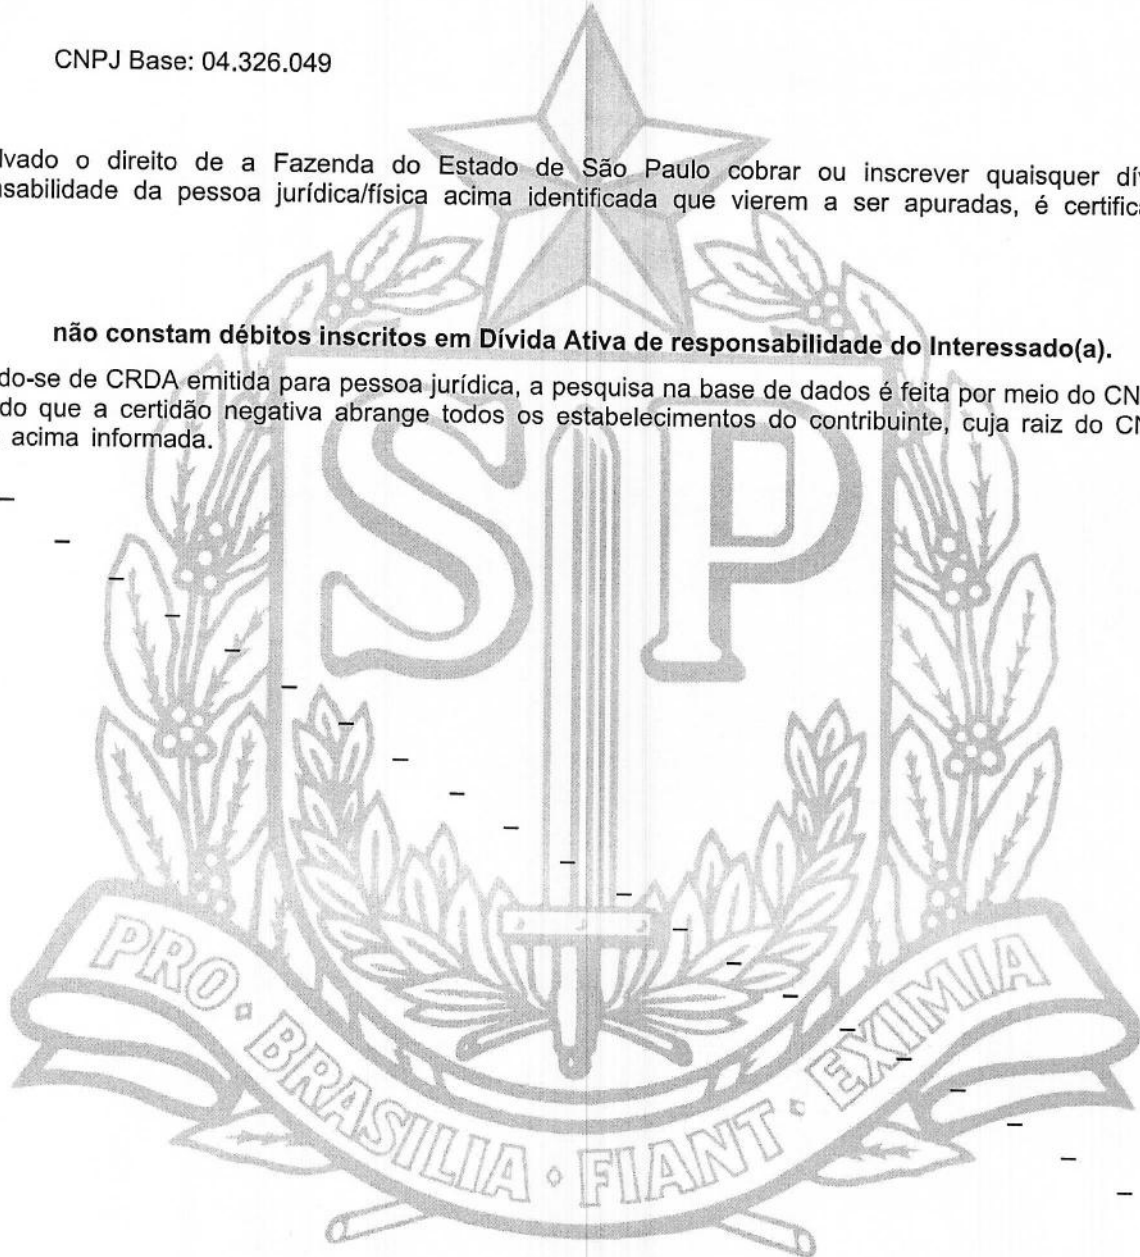 CNPJ Base: 04.326.049
lvado o direito de a Fazenda do Estado de São Paulo cobrar ou inscrever quaisquer dív
nsabilidade da pessoa jurídica/física acima identificada que vierem a ser apuradas, é certifica
não constam débitos inscritos em Dívida Ativa de responsabilidade do Interessado(a).
do-se de CRDA emitida para pessoa jurídica, a pesquisa na base de dados é feita por meio do CN
do que a certidão negativa abrange todos os estabelecimentos do contribuinte, cuja raiz do CN
acima informada.
SP
PRO • BRASILIA • FIANT • EXIMIA